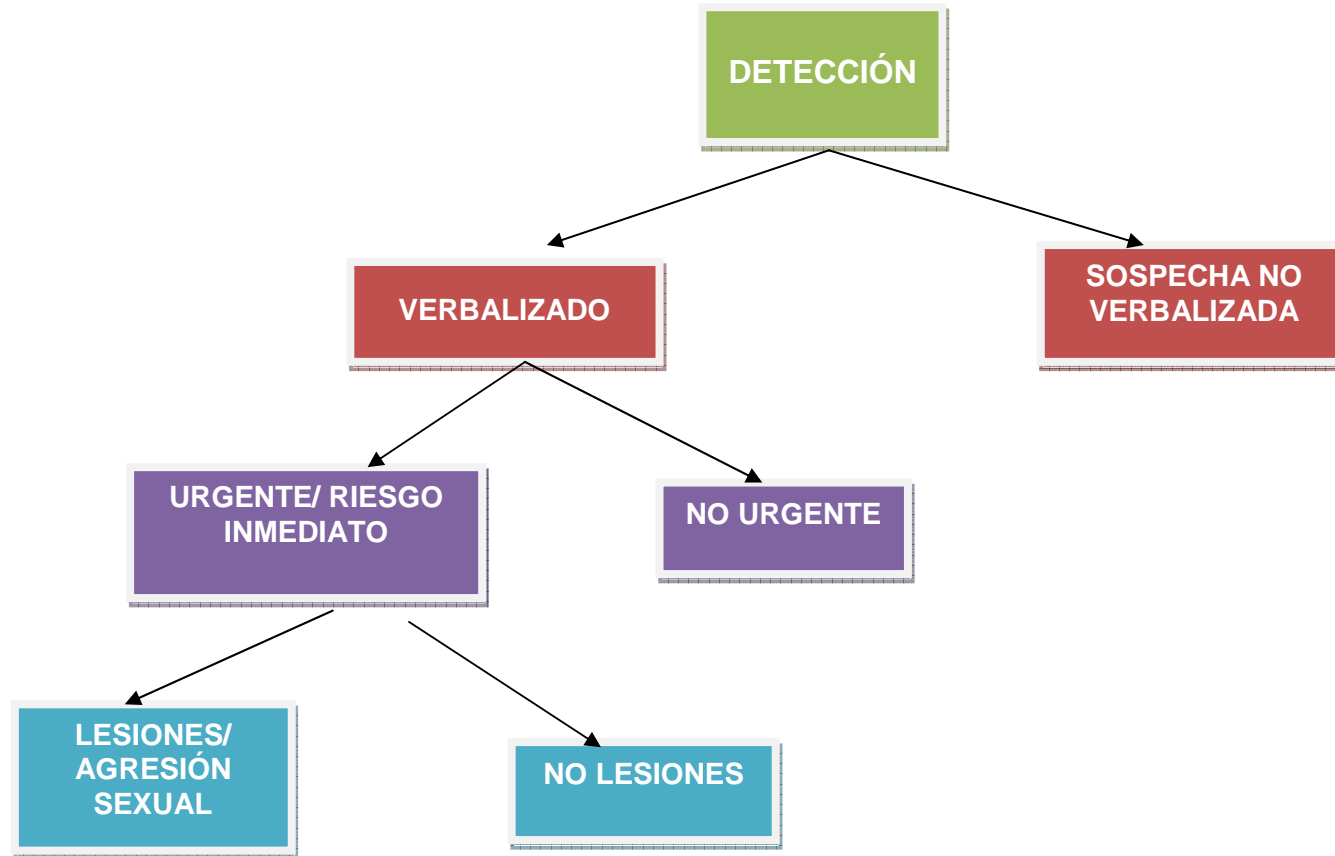 DETECCIÓN
VERBALIZADO
SOSPECHA NO
VERBALIZADA
URGENTE/ RIESGO
INMEDIATO
NO URGENTE
LESIONES/
AGRESIÓN
SEXUAL
NO LESIONES